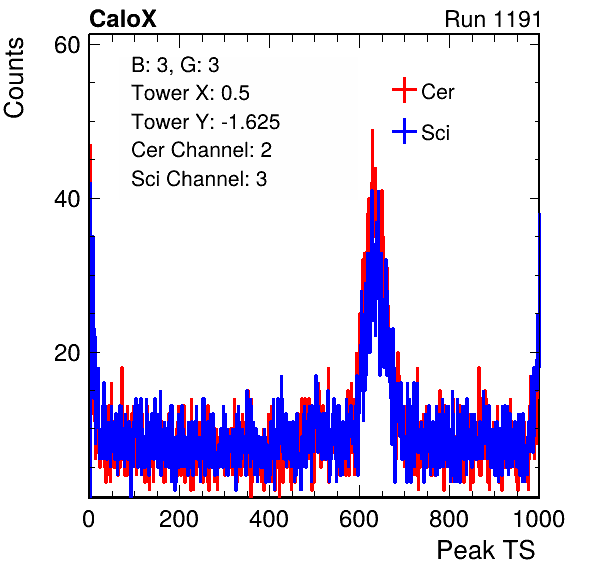 CaloX
Run 1191
Counts
60
40
20
B: 3, G: 3
Tower X: 0.5
Tower Y: -1.625
Cer Channel: 2
Sci Channel: 3
Cer
Sci
0 200 400 600 800 1000
Peak TS